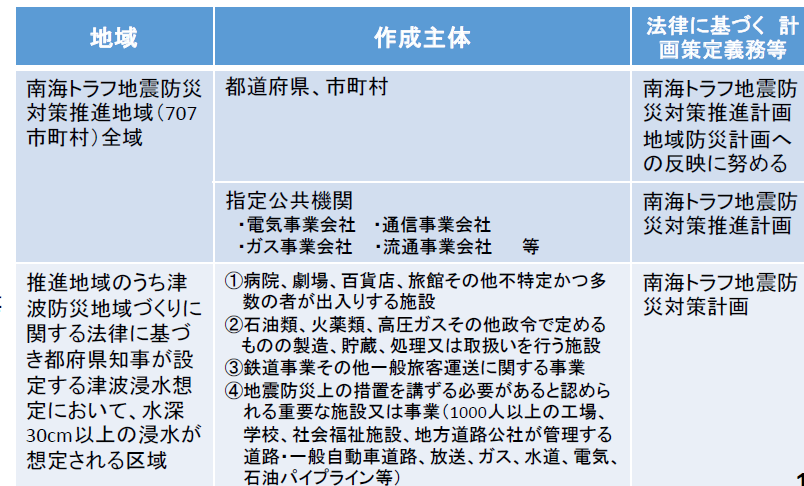 地域
作成主体
法律に基づく 計
画策定義務等
南海トラフ地震防災
対策推進地域（707
市町村）全域
都道府県、市町村
南海トラフ地震防
災対策推進計画
地域防災計画へ
の反映に努める
指定公共機関
・電気事業会社 ・通信事業会社
・ガス事業会社 ・流通事業会社 等
南海トラフ地震防
災対策推進計画
推進地域のうち津
波防災地域づくりに
関する法律に基づ
き都府県知事が設
定する津波浸水想
定において、水深
30cm以上の浸水が
想定される区域
①病院、劇場、百貨店、旅館その他不特定かつ多
数の者が出入りする施設
②石油類、火薬類、高圧ガスその他政令で定める
ものの製造、貯蔵、処理又は取扱いを行う施設
③鉄道事業その他一般旅客運送に関する事業
④地震防災上の措置を講ずる必要があると認めら
れる重要な施設又は事業（1000人以上の工場、
学校、社会福祉施設、地方道路公社が管理する
道路・一般自動車道路、放送、ガス、水道、電気、
石油パイプライン等）
南海トラフ地震防
災対策計画
1